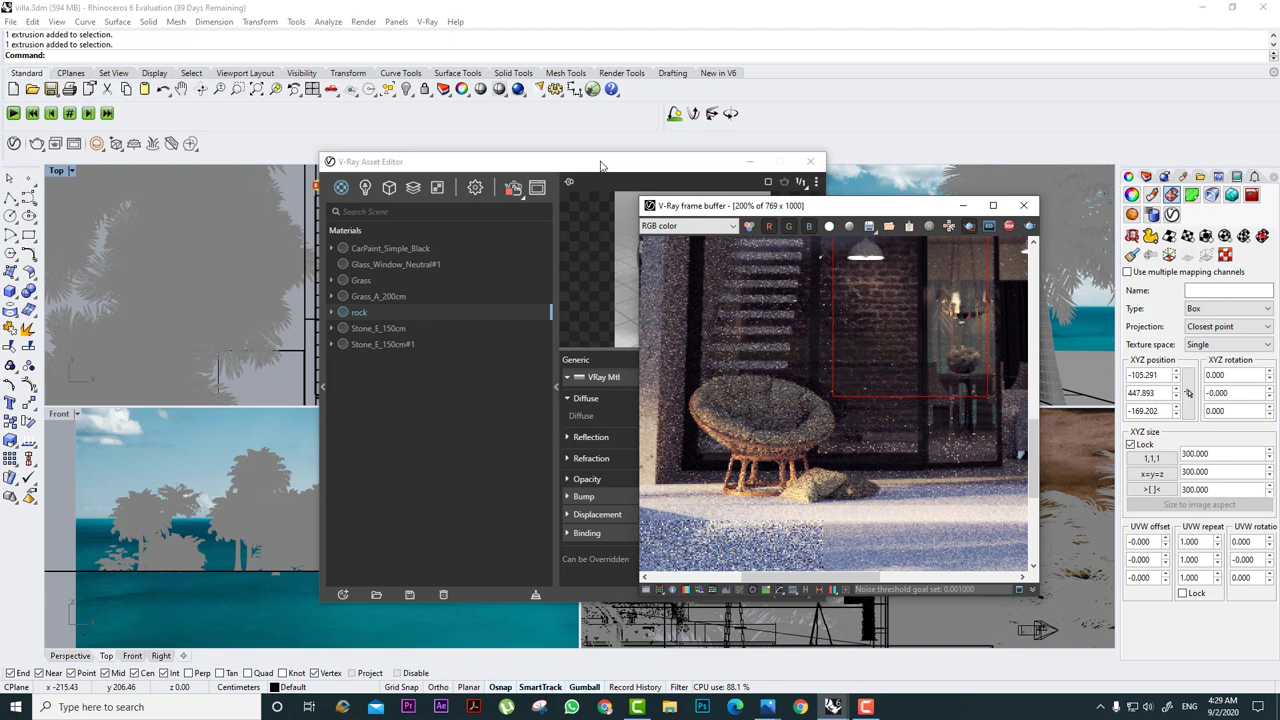 villa.3dm (594 MB) - Rhinoceros 6 Evaluation (89 Days Remaining)
File Edit View Curve Surface Solid Mesh Dimension Transform Tools Analyze Render Panels V-Ray Help
1 extrusion added to selection.
1 extrusion added to selection.
Command:
Standard CPlanes Set View Display Select Viewport Layout Visibility Transform Curve Tools Surface Tools Solid Tools Mesh Tools Render Tools Drafting New in V6
Top
V-Ray Asset Editor
1/1
Search Scene
Materials
CarPaint_Simple_Black
Glass_Window_Neutral#1
Grass
Grass_A_200cm
rock
Stone_E_150cm
Stone_E_150cm#1
Generic
VRay Mtl
Diffuse
Diffuse
Reflection
Refraction
Opacity
Bump
Displacement
Binding
Can be Overridden
V-Ray frame buffer - [200% of 769 x 1000]
RGB color
R G B
Noise threshold goal set: 0.001000
Use multiple mapping channels
Name:
Type: Box
Projection: Closest point
Texture space: Single
XYZ position XYZ rotation
-105.291 0.000
447.893 -0.000
-169.202 0.000
XYZ size
Lock
1,1,1 300.000
x=y=z 300.000
>[ ]< 300.000
Size to image aspect
UVW offset UVW repeat UVW rotatio
-0.000 1.000 0.000
-0.000 1.000 -0.000
-0.000 1.000 0.000
Lock
Front
Perspective Top Front Right
End Near Point Mid Cen Int Perp Tan Quad Knot Vertex Project Disable
CPlane x -215.43 y 206.46 z 0.00 Centimeters Default Grid Snap Ortho Planar Osnap SmartTrack Gumball Record History Filter CPU use: 88.1 %
Type here to search
4:29 AM
9/2/2020